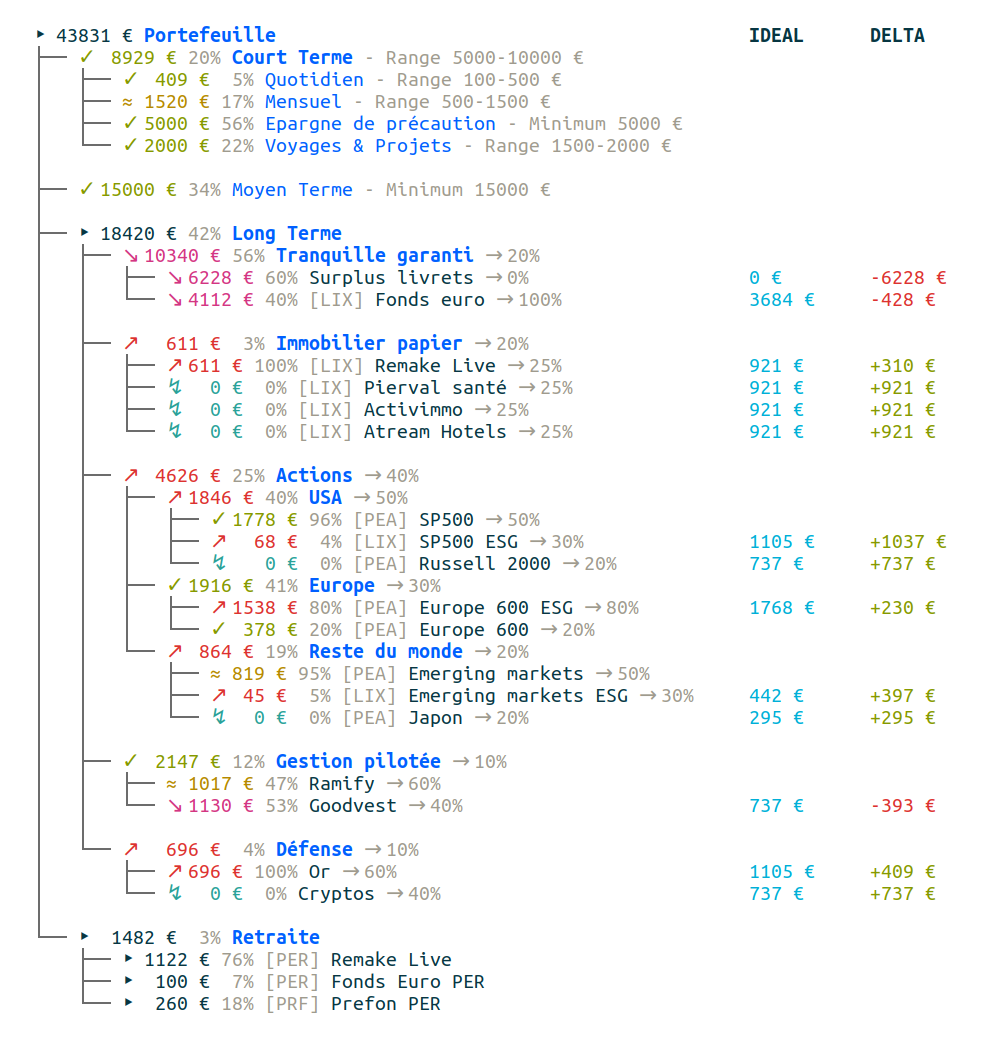 ‣ 43831 € Portefeuille IDEAL DELTA
✓ 8929 € 20% Court Terme - Range 5000-10000 €
✓ 409 € 5% Quotidien - Range 100-500 €
≈ 1520 € 17% Mensuel - Range 500-1500 €
✓ 5000 € 56% Epargne de précaution - Minimum 5000 €
✓ 2000 € 22% Voyages & Projets - Range 1500-2000 €
✓ 15000 € 34% Moyen Terme - Minimum 15000 €
‣ 18420 € 42% Long Terme
↘ 10340 € 56% Tranquille garanti → 20%
↘ 6228 € 60% Surplus livrets → 0% 0 € -6228 €
↘ 4112 € 40% [LIX] Fonds euro → 100% 3684 € -428 €
↗ 611 € 3% Immobilier papier → 20%
↗ 611 € 100% [LIX] Remake Live → 25% 921 € +310 €
↯ 0 € 0% [LIX] Pierval santé → 25% 921 € +921 €
↯ 0 € 0% [LIX] Activimmo → 25% 921 € +921 €
↯ 0 € 0% [LIX] Atream Hotels → 25% 921 € +921 €
↗ 4626 € 25% Actions → 40%
↗ 1846 € 40% USA → 50%
✓ 1778 € 96% [PEA] SP500 → 50%
↗ 68 € 4% [LIX] SP500 ESG → 30% 1105 € +1037 €
↯ 0 € 0% [PEA] Russell 2000 → 20% 737 € +737 €
✓ 1916 € 41% Europe → 30%
↗ 1538 € 80% [PEA] Europe 600 ESG → 80% 1768 € +230 €
✓ 378 € 20% [PEA] Europe 600 → 20%
↗ 864 € 19% Reste du monde → 20%
≈ 819 € 95% [PEA] Emerging markets → 50%
↗ 45 € 5% [LIX] Emerging markets ESG → 30% 442 € +397 €
↯ 0 € 0% [PEA] Japon → 20% 295 € +295 €
✓ 2147 € 12% Gestion pilotée → 10%
≈ 1017 € 47% Ramify → 60%
↘ 1130 € 53% Goodvest → 40% 737 € -393 €
↗ 696 € 4% Défense → 10%
↗ 696 € 100% Or → 60% 1105 € +409 €
↯ 0 € 0% Cryptos → 40% 737 € +737 €
‣ 1482 € 3% Retraite
‣ 1122 € 76% [PER] Remake Live
‣ 100 € 7% [PER] Fonds Euro PER
‣ 260 € 18% [PRF] Prefon PER